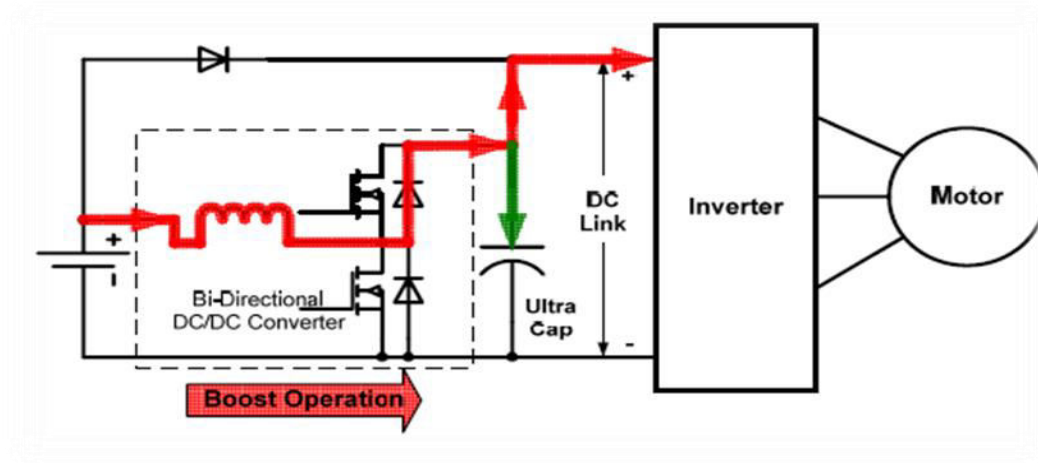 +
-
Bi-Directional
DC/DC Converter
Boost Operation
Ultra
Cap
+
DC
Link
-
Inverter
Motor